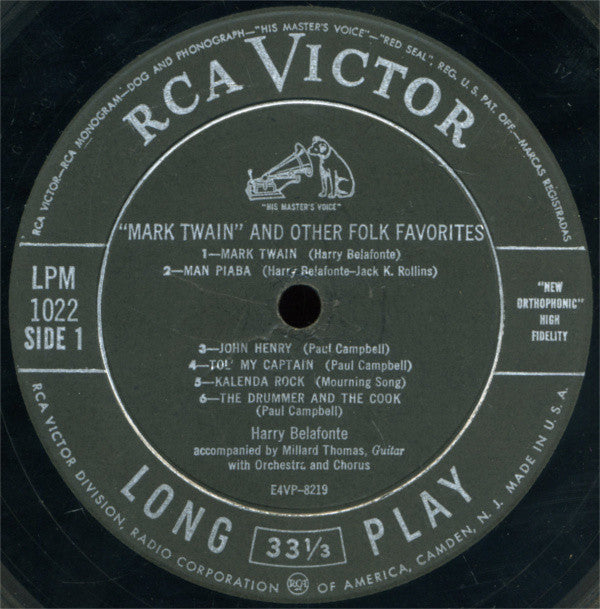 RCA VICTOR—RCA MONOGRAM—DOG AND PHONOGRAPH—"HIS MASTER'S VOICE"—"RED SEAL", REG. U.S. PAT. OFF.—MARCAS REGISTRADAS
RCA VICTOR
"HIS MASTER'S VOICE"
"MARK TWAIN" AND OTHER FOLK FAVORITES
1—MARK TWAIN (Harry Belafonte)
2—MAN PIABA (Harry Belafonte–Jack K. Rollins)
LPM
1022
SIDE 1
"NEW
ORTHOPHONIC"
HIGH
FIDELITY
3—JOHN HENRY (Paul Campbell)
4—TOL' MY CAPTAIN (Paul Campbell)
5—KALENDA ROCK (Mourning Song)
6—THE DRUMMER AND THE COOK
(Paul Campbell)
Harry Belafonte
accompanied by Millard Thomas, Guitar
with Orchestra and Chorus
E4VP–8219
LONG 33⅓ PLAY
RCA VICTOR DIVISION, RADIO CORPORATION RCA OF AMERICA, CAMDEN, N. J. MADE IN U.S.A.